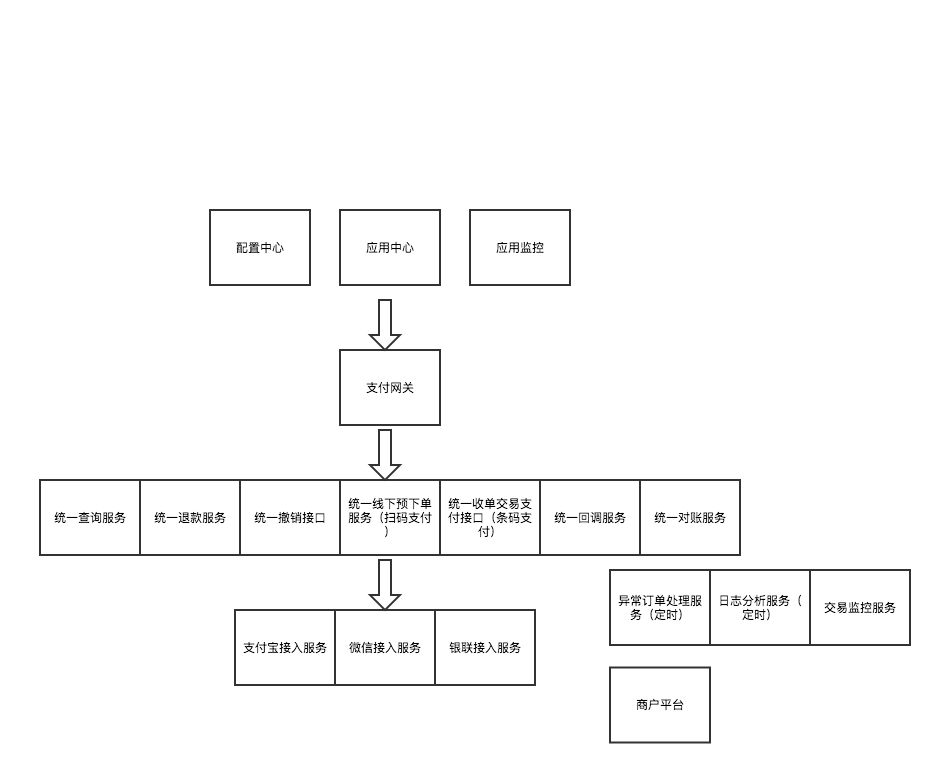 配置中心
应用中心
应用监控
支付网关
统一查询服务
统一退款服务
统一撤销接口
统一线下预下单
服务（扫码支付
）
统一收单交易支
付接口（条码支
付）
统一回调服务
统一对账服务
异常订单处理服
务（定时）
日志分析服务（
定时）
交易监控服务
支付宝接入服务
微信接入服务
银联接入服务
商户平台